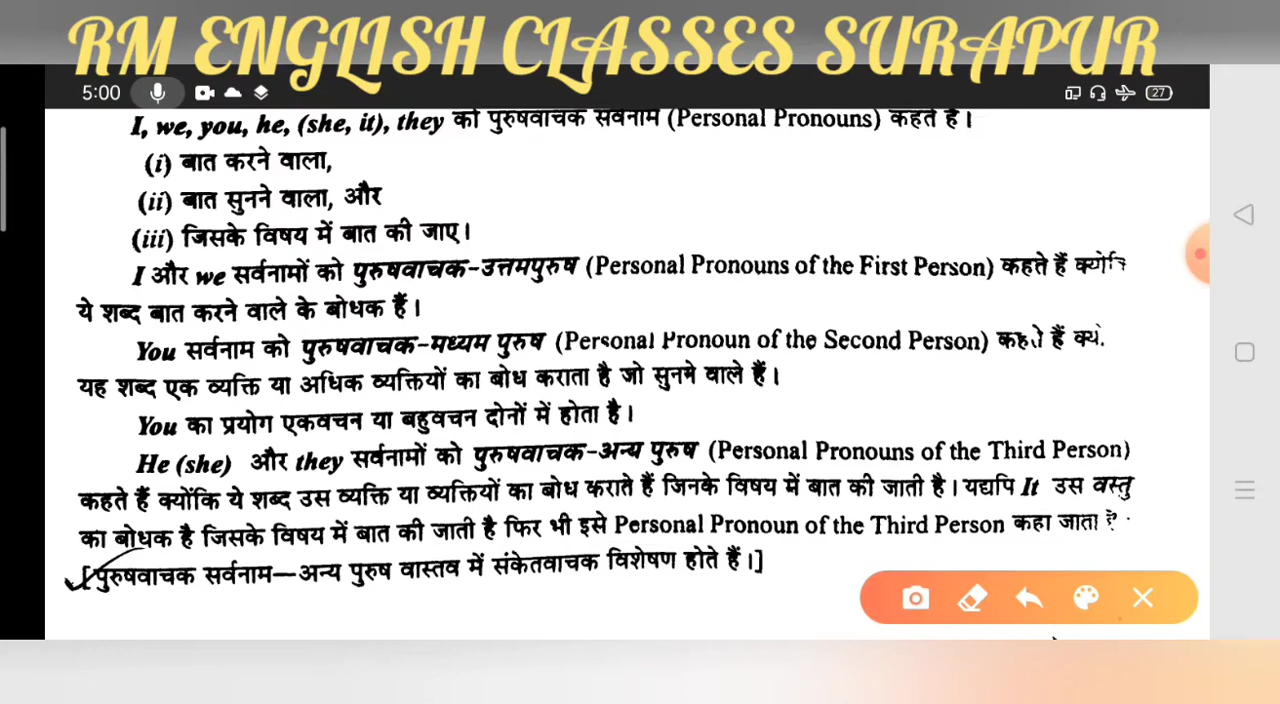 RM ENGLISH CLASSES SURAPUR
5:00 27
I, we, you, he, (she, it), they को पुरुषवाचक सर्वनाम (Personal Pronouns) कहते हैं।
(i) बात करने वाला,
(ii) बात सुनने वाला, और
(iii) जिसके विषय में बात की जाए।
I और we सर्वनामों को पुरुषवाचक-उत्तमपुरुष (Personal Pronouns of the First Person) कहते हैं क्योंकि
ये शब्द बात करने वाले के बोधक हैं।
You सर्वनाम को पुरुषवाचक-मध्यम पुरुष (Personal Pronoun of the Second Person) कहते हैं
यह शब्द एक व्यक्ति या अधिक व्यक्तियों का बोध कराता है जो सुनमे वाले हैं।
You का प्रयोग एकवचन या बहुवचन दोनों में होता है।
He (she) और they सर्वनामों को पुरुषवाचक-अन्य पुरुष (Personal Pronouns of the Third Person)
कहते हैं क्योंकि ये शब्द उस व्यक्ति या व्यक्तियों का बोध कराते हैं जिनके विषय में बात की जाती है। यद्यपि It उस वस्तु
का बोधक है जिसके विषय में बात की जाती है फिर भी इसे Personal Pronoun of the Third Person कहा जाता है
[पुरुषवाचक सर्वनाम—अन्य पुरुष वास्तव में संकेतवाचक विशेषण होते हैं।]